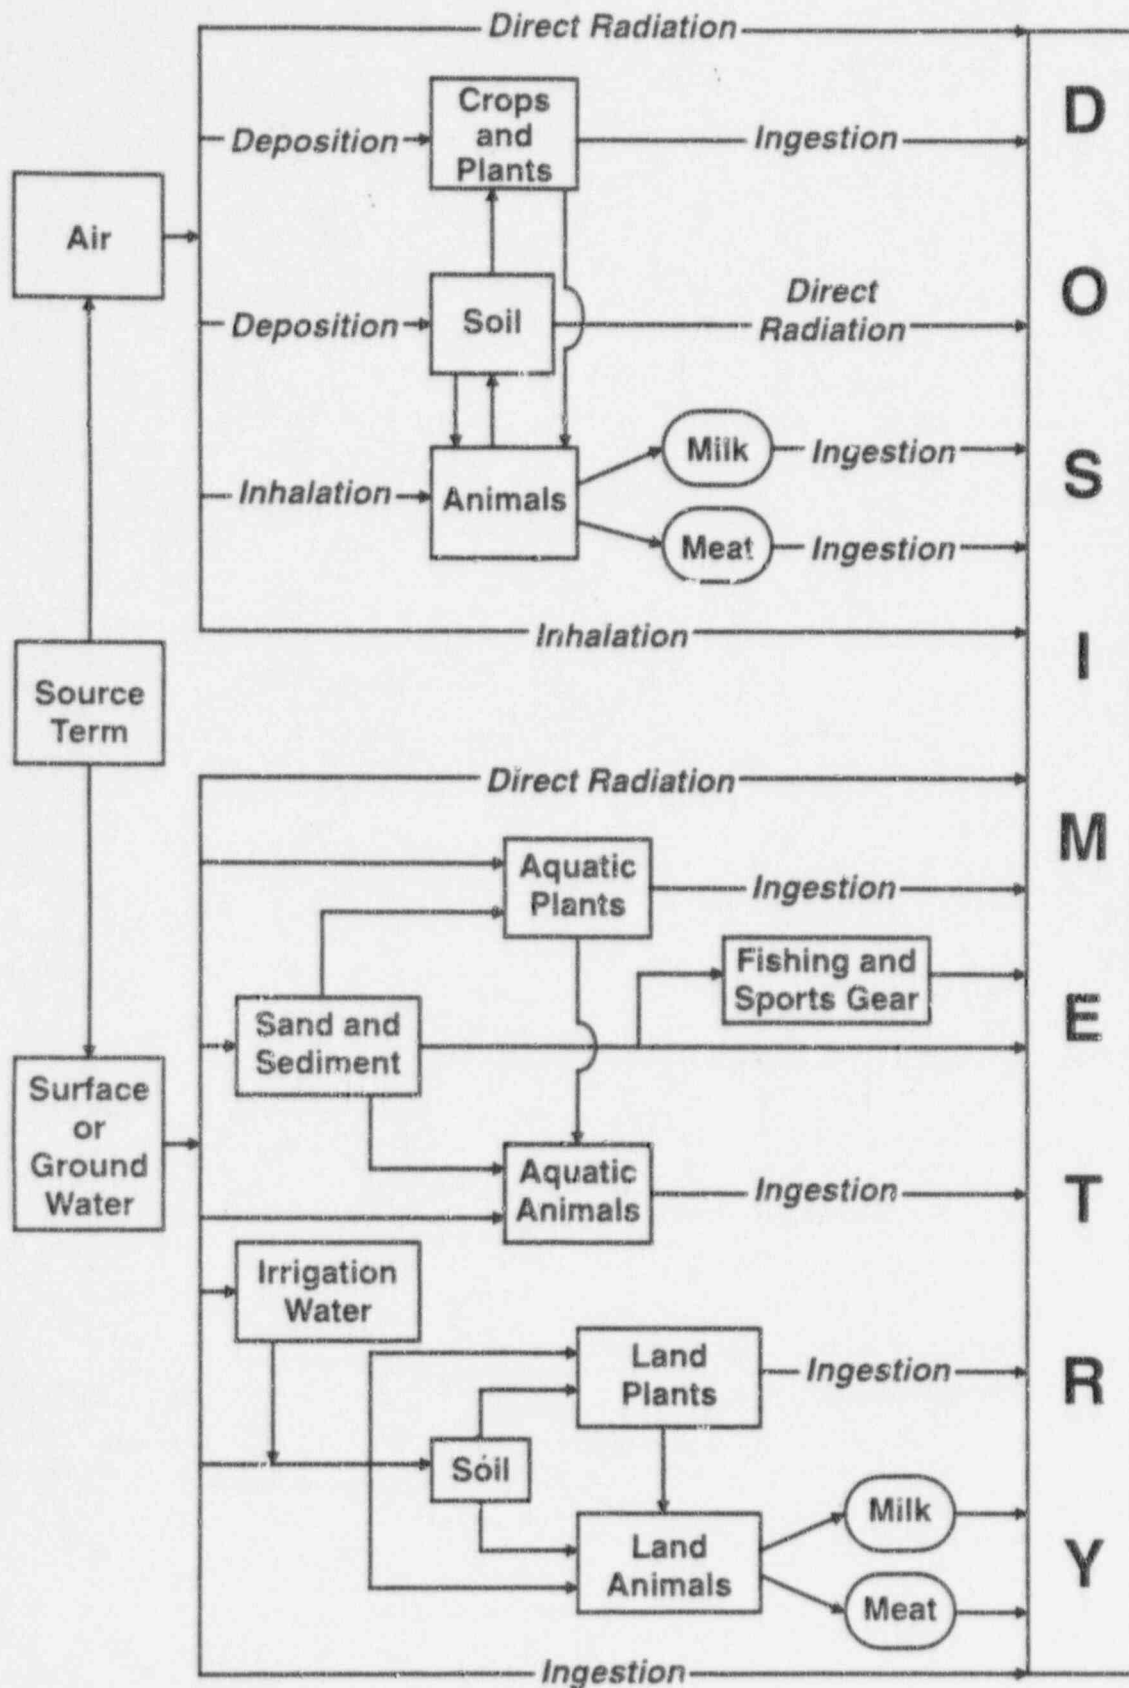 Direct Radiation
Crops
and
Plants
Deposition
Ingestion
Air
Deposition
Soil
Direct
Radiation
Milk
Ingestion
Inhalation
Animals
Meat
Ingestion
Inhalation
Source
Term
Direct Radiation
Aquatic
Plants
Ingestion
Fishing and
Sports Gear
Sand and
Sediment
Surface
or
Ground
Water
Aquatic
Animals
Ingestion
Irrigation
Water
Land
Plants
Ingestion
Soil
Milk
Land
Animals
Meat
Ingestion
D
O
S
I
M
E
T
R
Y